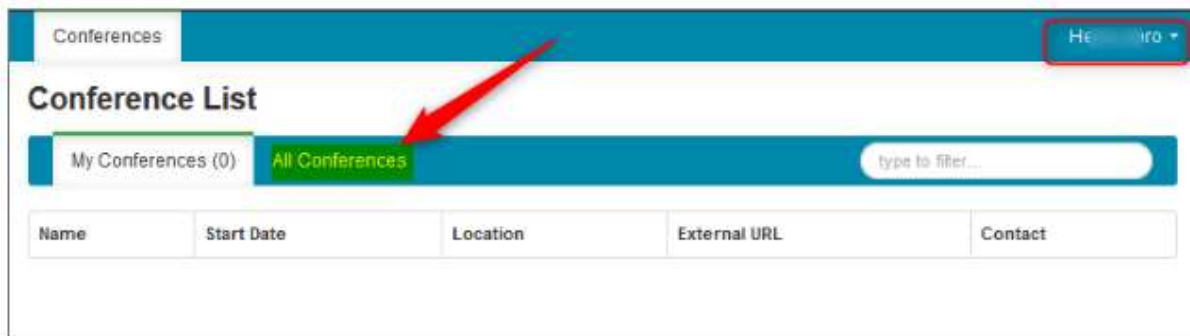 Conferences
Conference List
My Conferences (0) All Conferences type to filter...
Name Start Date Location External URL Contact